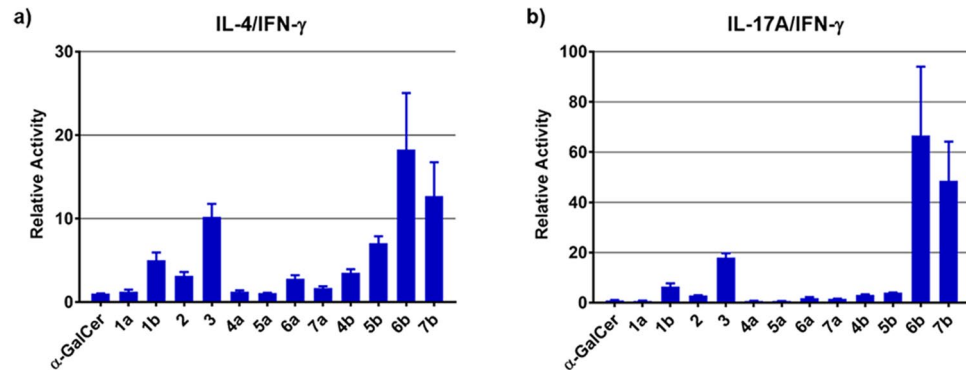 a)
IL-4/IFN-γ
Relative Activity
30
20
10
0
α-GalCer 1a 1b 2 3 4a 5a 6a 7a 4b 5b 6b 7b
b)
IL-17A/IFN-γ
Relative Activity
100
80
60
40
20
0
α-GalCer 1a 1b 2 3 4a 5a 6a 7a 4b 5b 6b 7b